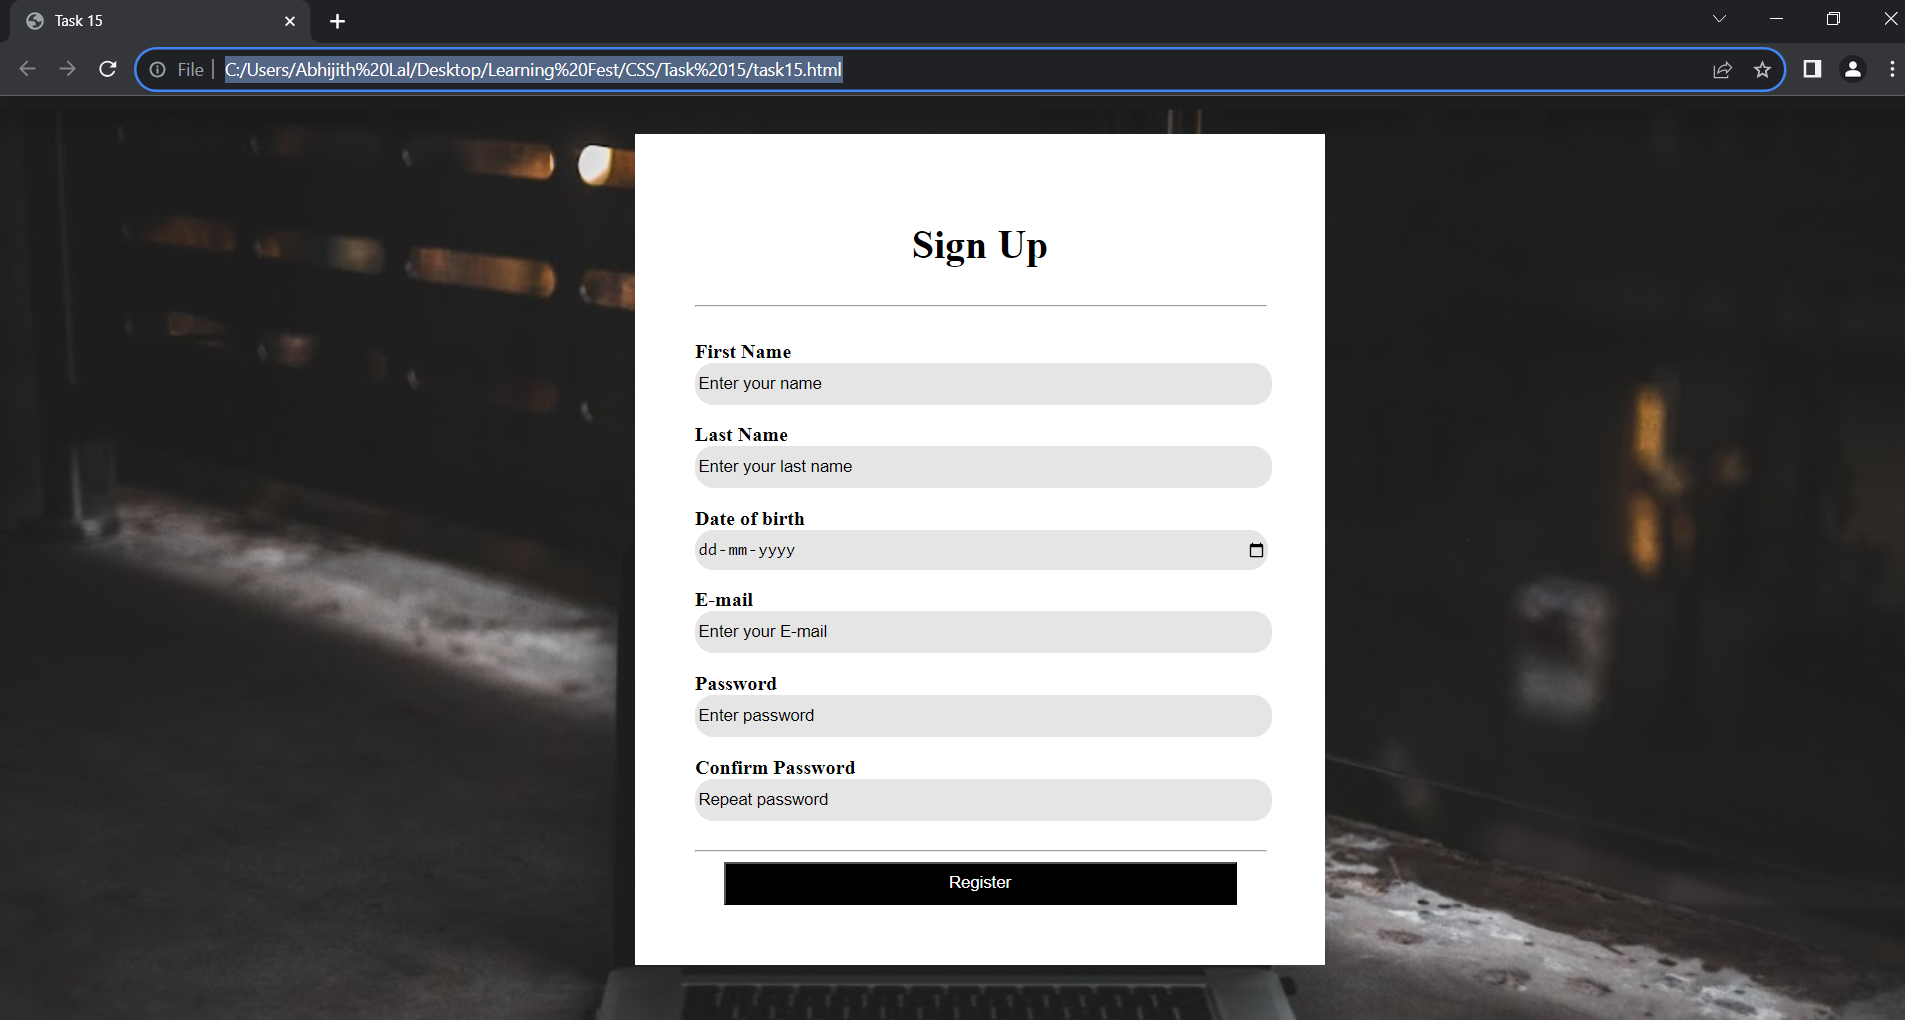 Task 15
File
C:/Users/Abhijith%20Lal/Desktop/Learning%20Fest/CSS/Task%2015/task15.html
Sign Up
First Name
Enter your name
Last Name
Enter your last name
Date of birth
dd-mm-yyyy
E-mail
Enter your E-mail
Password
Enter password
Confirm Password
Repeat password
Register